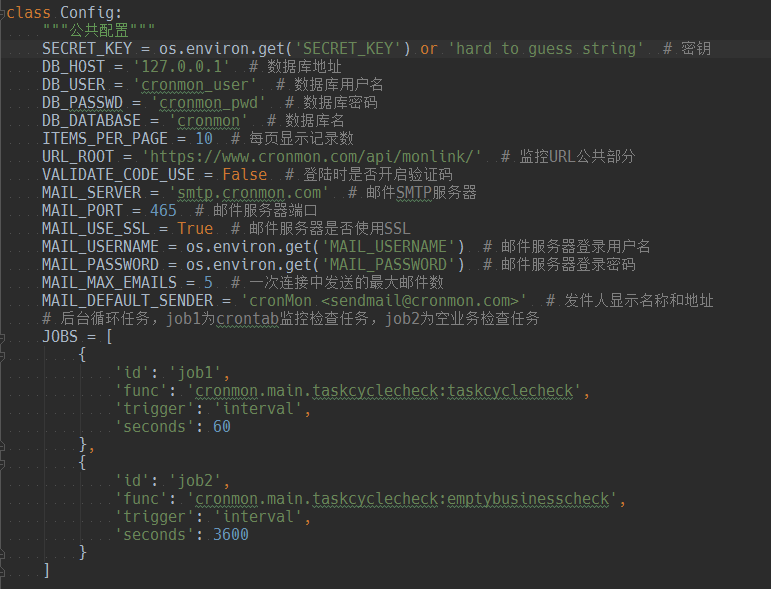 class Config:
    """公共配置"""
    SECRET_KEY = os.environ.get('SECRET_KEY') or 'hard to guess string'  # 密钥
    DB_HOST = '127.0.0.1'  # 数据库地址
    DB_USER = 'cronmon_user'  # 数据库用户名
    DB_PASSWD = 'cronmon_pwd'  # 数据库密码
    DB_DATABASE = 'cronmon'  # 数据库名
    ITEMS_PER_PAGE = 10  # 每页显示记录数
    URL_ROOT = 'https://www.cronmon.com/api/monlink/'  # 监控URL公共部分
    VALIDATE_CODE_USE = False  # 登陆时是否开启验证码
    MAIL_SERVER = 'smtp.cronmon.com'  # 邮件SMTP服务器
    MAIL_PORT = 465  # 邮件服务器端口
    MAIL_USE_SSL = True  # 邮件服务器是否使用SSL
    MAIL_USERNAME = os.environ.get('MAIL_USERNAME')  # 邮件服务器登录用户名
    MAIL_PASSWORD = os.environ.get('MAIL_PASSWORD')  # 邮件服务器登录密码
    MAIL_MAX_EMAILS = 5  # 一次连接中发送的最大邮件数
    MAIL_DEFAULT_SENDER = 'cronMon <sendmail@cronmon.com>'  # 发件人显示名称和地址
    # 后台循环任务，job1为crontab监控检查任务，job2为空业务检查任务
    JOBS = [
        {
            'id': 'job1',
            'func': 'cronmon.main.taskcyclecheck:taskcyclecheck',
            'trigger': 'interval',
            'seconds': 60
        },
        {
            'id': 'job2',
            'func': 'cronmon.main.taskcyclecheck:emptybusinesscheck',
            'trigger': 'interval',
            'seconds': 3600
        }
    ]